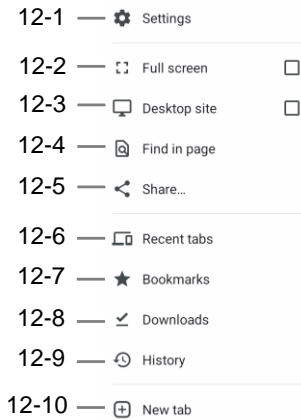 12-1 Settings
12-2 Full screen
12-3 Desktop site
12-4 Find in page
12-5 Share...
12-6 Recent tabs
12-7 Bookmarks
12-8 Downloads
12-9 History
12-10 New tab